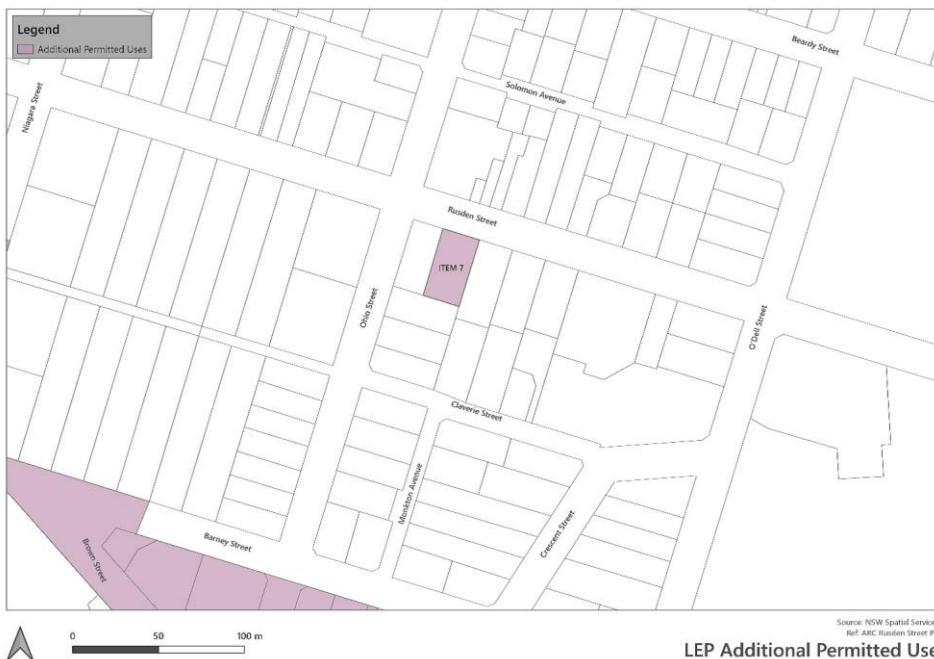 Legend
Additional Permitted Uses
Beardy Street
Niagara Street
Solomon Avenue
Rusden Street
ITEM 7
Ohio Street
O'Dell Street
Claverie Street
Monkton Avenue
Crescent Street
Barney Street
Brown Street
0 50 100 m
Source: NSW Spatial Service
Ref: ARC Rusden Street P
LEP Additional Permitted Use